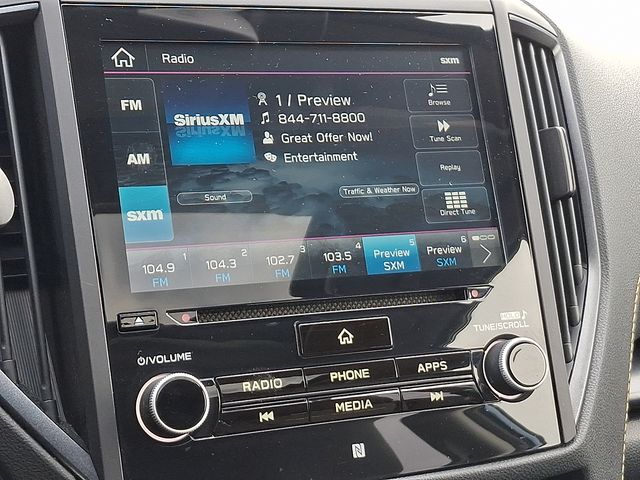 Radio
sxm
FM
SiriusXM
1 / Preview
844-711-8800
Great Offer Now!
Entertainment
Browse
Tune Scan
Replay
Direct Tune
AM
sxm
Sound
Traffic & Weather Now
104.9 FM 1
104.3 FM 2
102.7 FM 3
103.5 FM 4
Preview SXM 5
Preview SXM 6
HOLD
TUNE/SCROLL
/VOLUME
RADIO
PHONE
APPS
MEDIA
N